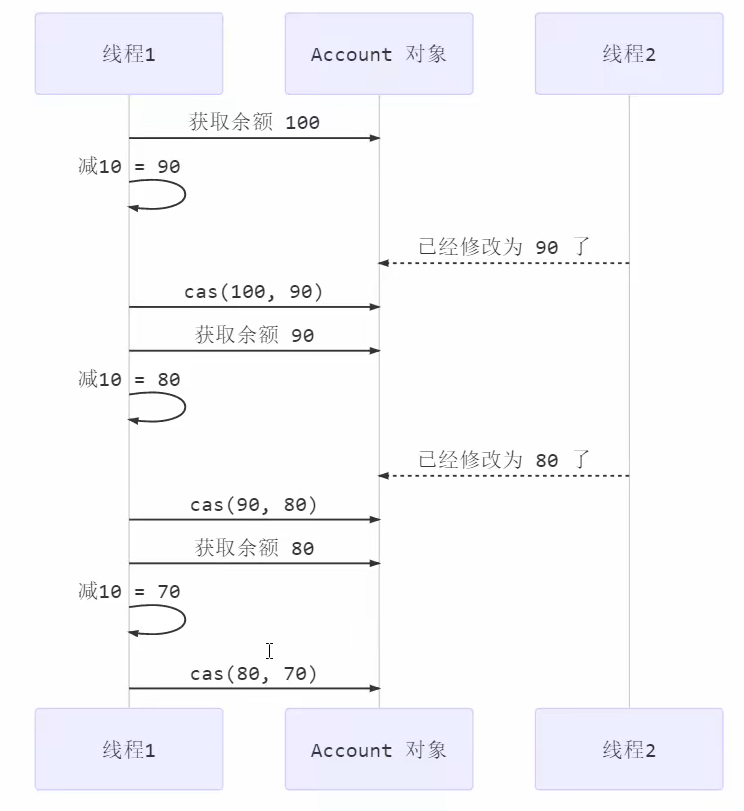 线程1
Account 对象
线程2
获取余额 100
减10 = 90
已经修改为 90 了
cas(100, 90)
获取余额 90
减10 = 80
已经修改为 80 了
cas(90, 80)
获取余额 80
减10 = 70
cas(80, 70)
线程1
Account 对象
线程2